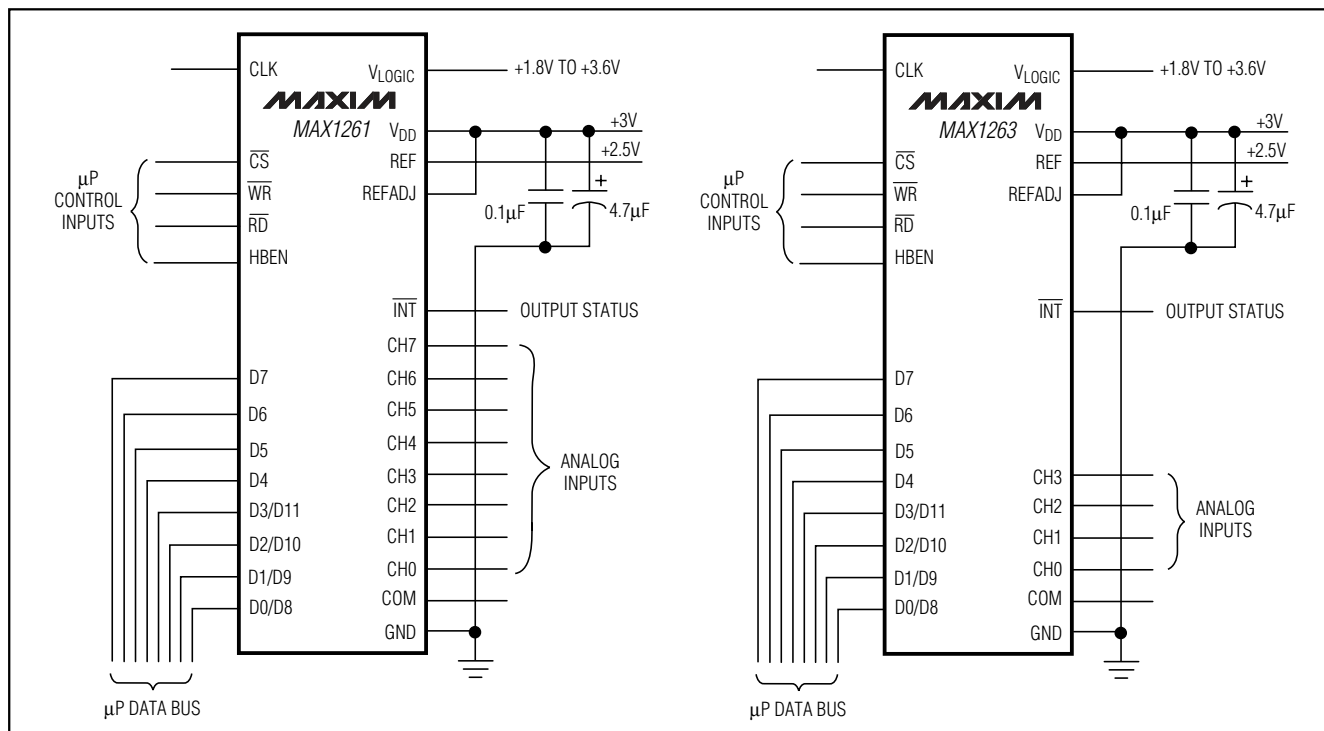 CLK
VLOGIC
+1.8V TO +3.6V
MAXIM
MAX1261
VDD
+3V
CS
REF
+2.5V
µP
CONTROL
INPUTS
WR
REFADJ
+
0.1µF
4.7µF
RD
HBEN
INT
OUTPUT STATUS
CH7
D7
CH6
D6
CH5
D5
CH4
ANALOG
INPUTS
D4
CH3
D3/D11
CH2
D2/D10
CH1
D1/D9
CH0
D0/D8
COM
GND
µP DATA BUS
CLK
VLOGIC
+1.8V TO +3.6V
MAXIM
MAX1263
VDD
+3V
CS
REF
+2.5V
µP
CONTROL
INPUTS
WR
REFADJ
+
0.1µF
4.7µF
RD
HBEN
INT
OUTPUT STATUS
D7
D6
D5
D4
CH3
D3/D11
CH2
ANALOG
INPUTS
D2/D10
CH1
D1/D9
CH0
D0/D8
COM
GND
µP DATA BUS